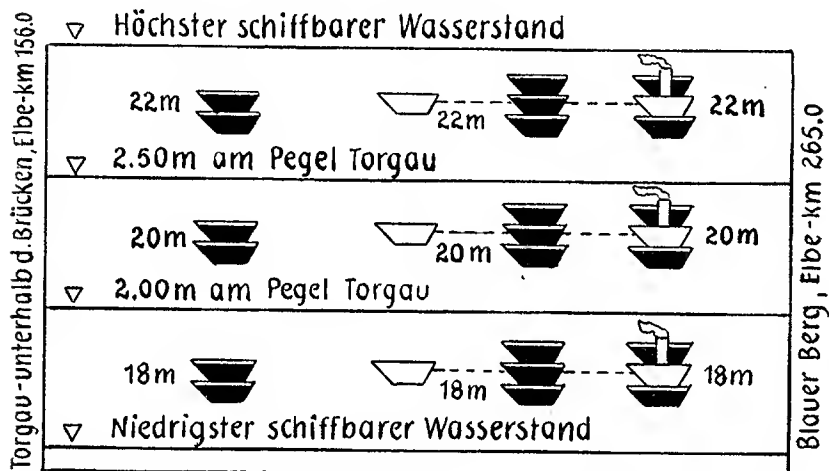 Torgau-unterhalb d. Brücken, Elbe-km 156.0
Höchster schiffbarer Wasserstand
22m 22m 22m
2.50m am Pegel Torgau
20m 20m 20m
2.00m am Pegel Torgau
18m 18m 18m
Niedrigster schiffbarer Wasserstand
Blauer Berg, Elbe-km 265.0